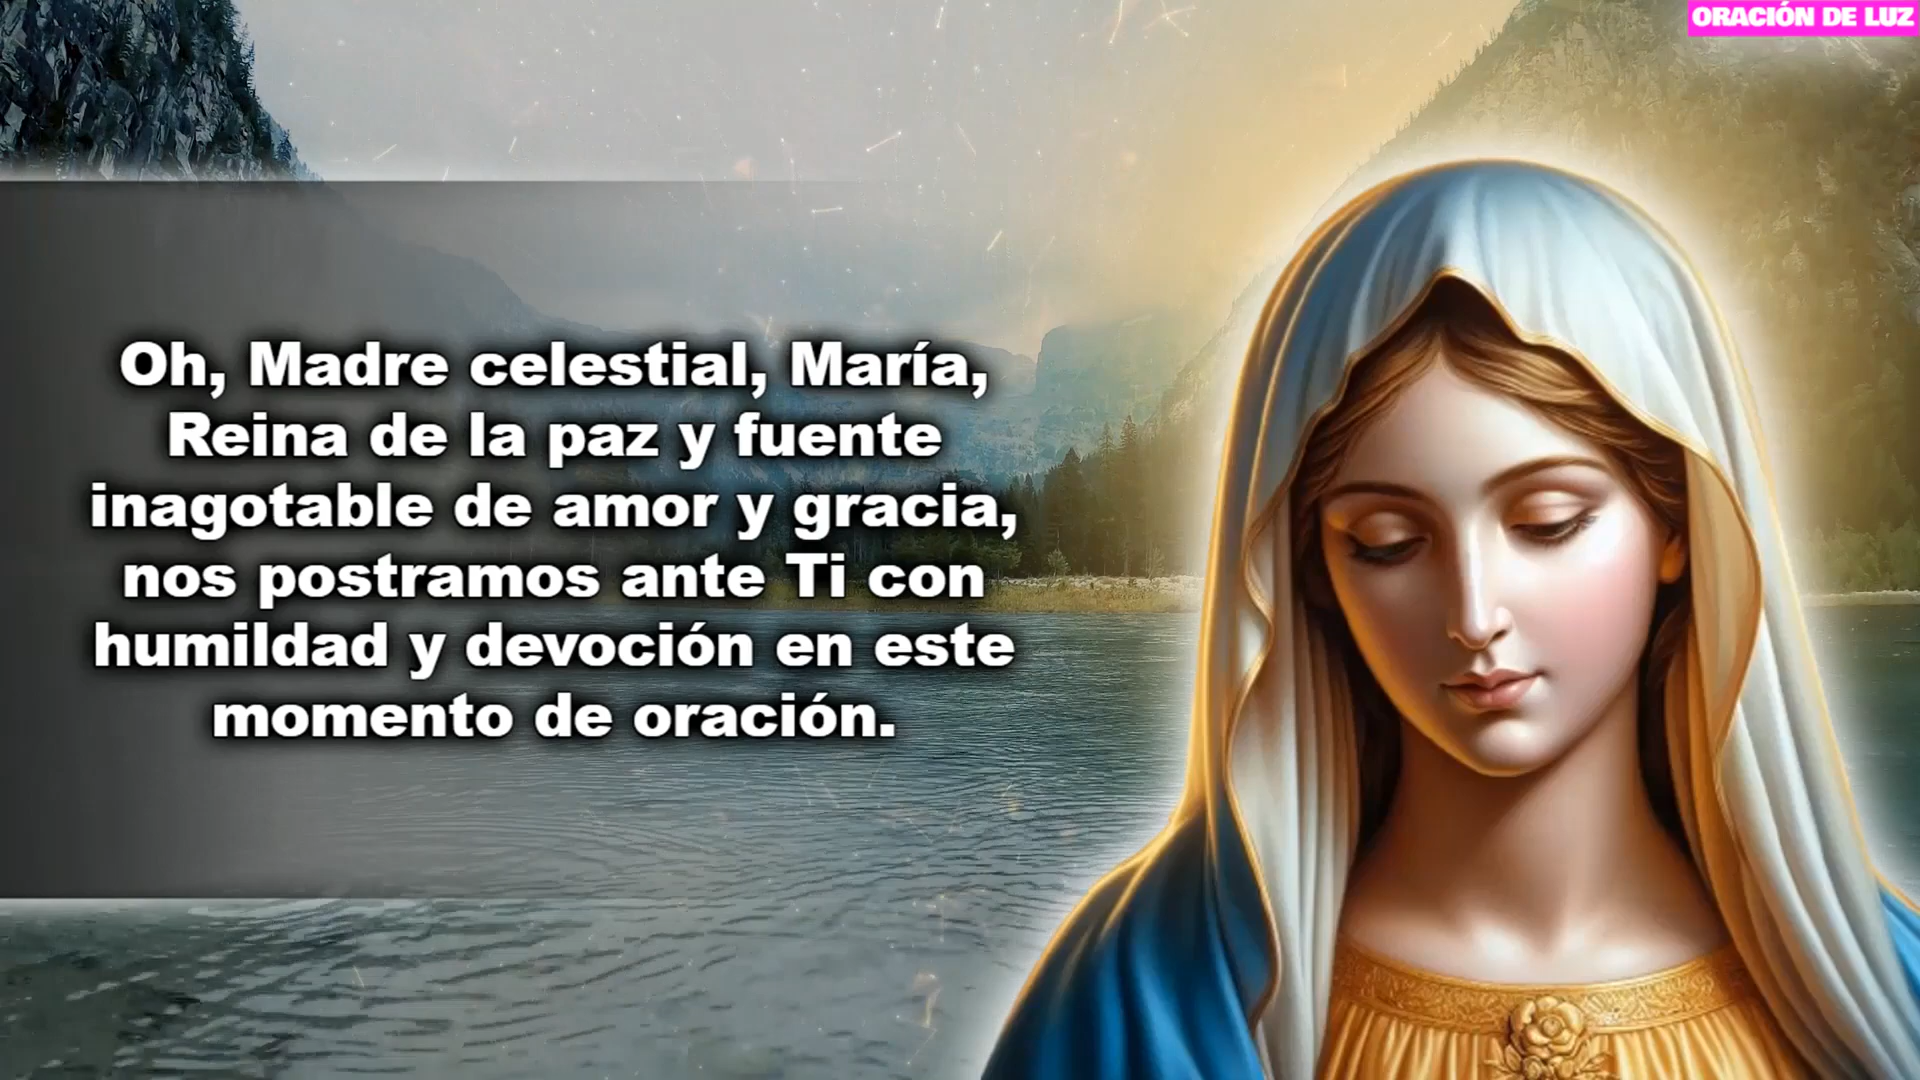 ORACIÓN DE LUZ
Oh, Madre celestial, María,
Reina de la paz y fuente
inagotable de amor y gracia,
nos postramos ante Ti con
humildad y devoción en este
momento de oración.